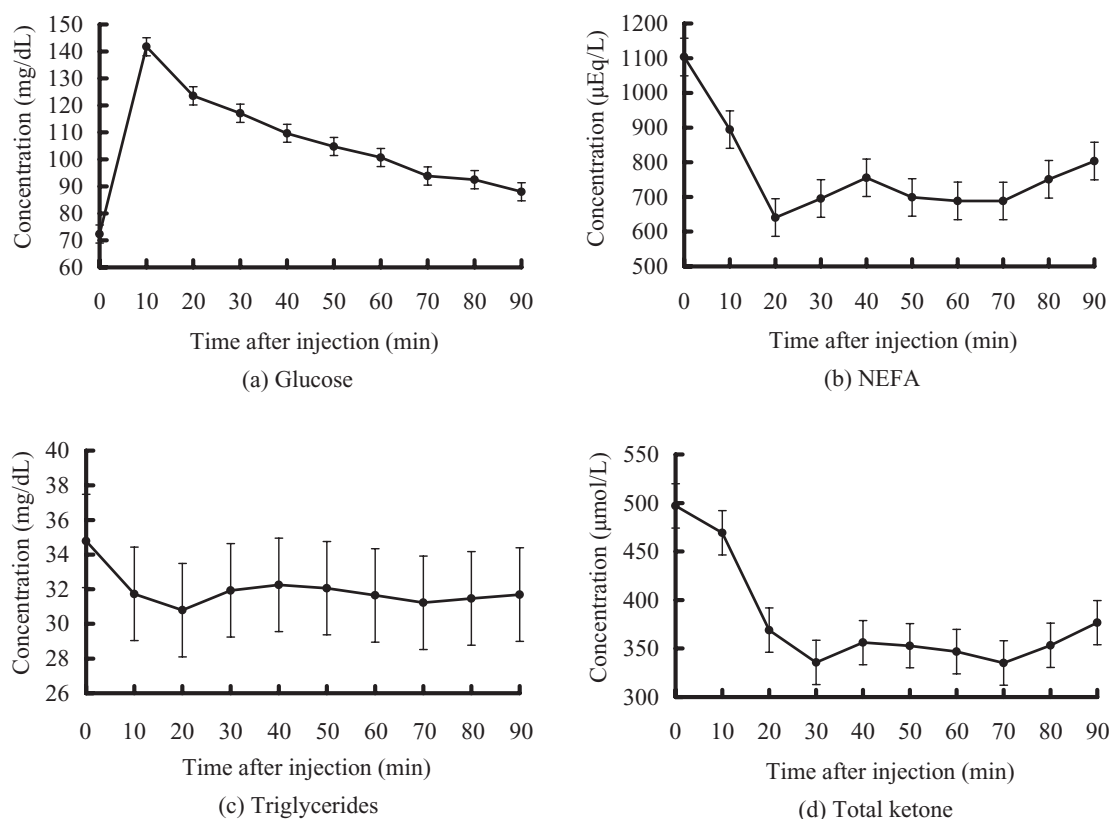 Concentration (mg/dL)
150
140
130
120
110
100
90
80
70
60
0 10 20 30 40 50 60 70 80 90
Time after injection (min)
(a) Glucose
Concentration (μEq/L)
1200
1100
1000
900
800
700
600
500
0 10 20 30 40 50 60 70 80 90
Time after injection (min)
(b) NEFA
Concentration (mg/dL)
40
38
36
34
32
30
28
26
0 10 20 30 40 50 60 70 80 90
Time after injection (min)
(c) Triglycerides
Concentration (μmol/L)
550
500
450
400
350
300
0 10 20 30 40 50 60 70 80 90
Time after injection (min)
(d) Total ketone